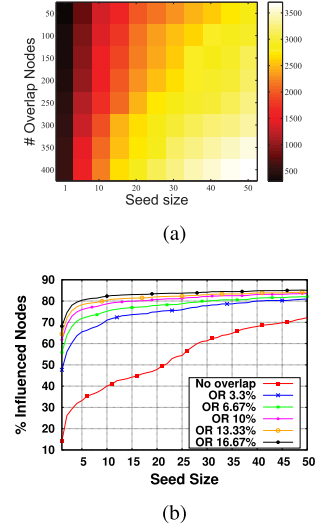 # Overlap Nodes
50
100
150
200
250
300
350
400
1 10 20 30 40 50
Seed size
3500
3000
2500
2000
1500
1000
500
(a)
% Influenced Nodes
90
80
70
60
50
40
30
20
10
No overlap
OR 3.3%
OR 6.67%
OR 10%
OR 13.33%
OR 16.67%
5 10 15 20 25 30 35 40 45 50
Seed Size
(b)